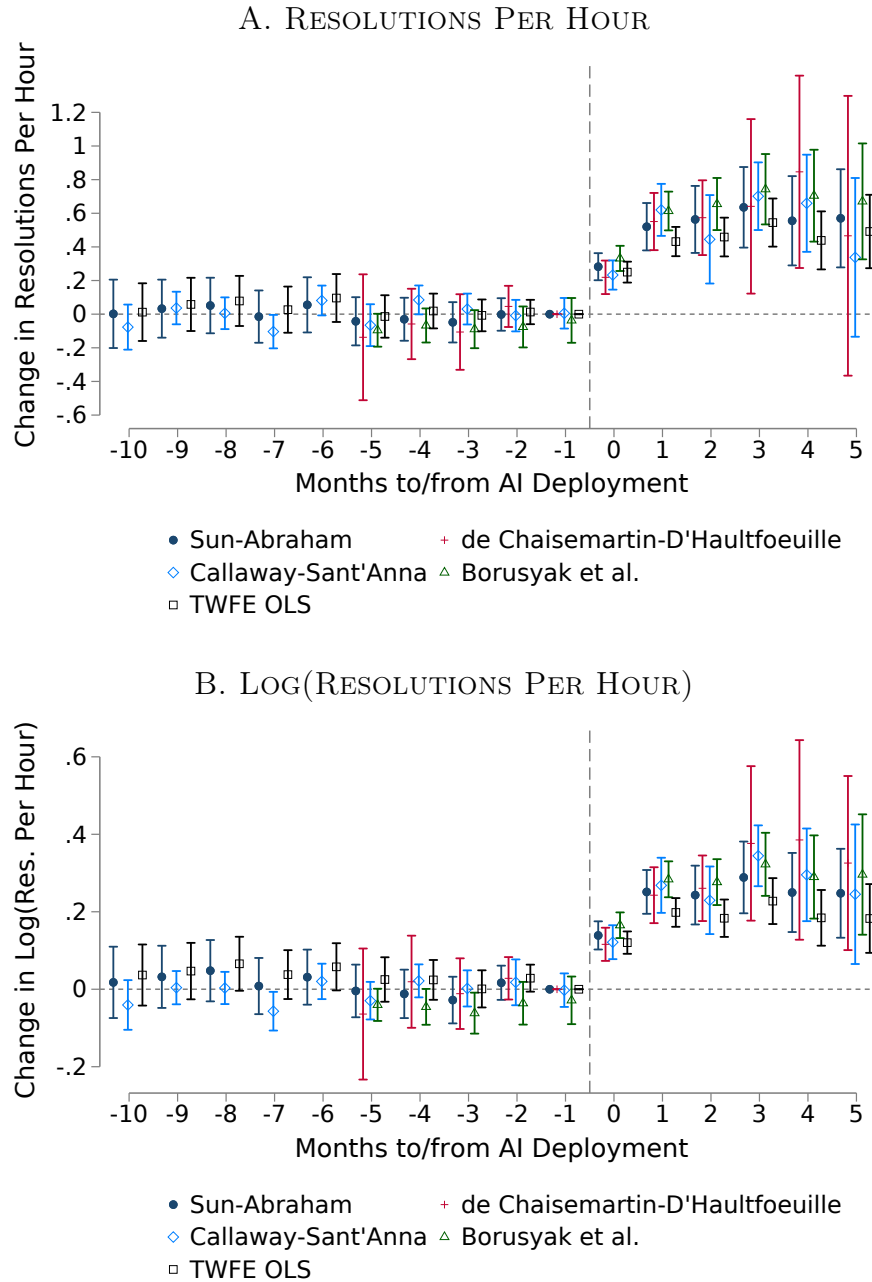 A. Resolutions Per Hour
Change in Resolutions Per Hour
1.2
1
.8
.6
.4
.2
0
-.2
-.4
-.6
-10 -9 -8 -7 -6 -5 -4 -3 -2 -1 0 1 2 3 4 5
Months to/from AI Deployment
Sun-Abraham de Chaisemartin-D'Haultfoeuille
Callaway-Sant'Anna Borusyak et al.
TWFE OLS
B. Log(Resolutions Per Hour)
Change in Log(Res. Per Hour)
.6
.4
.2
0
-.2
-10 -9 -8 -7 -6 -5 -4 -3 -2 -1 0 1 2 3 4 5
Months to/from AI Deployment
Sun-Abraham de Chaisemartin-D'Haultfoeuille
Callaway-Sant'Anna Borusyak et al.
TWFE OLS